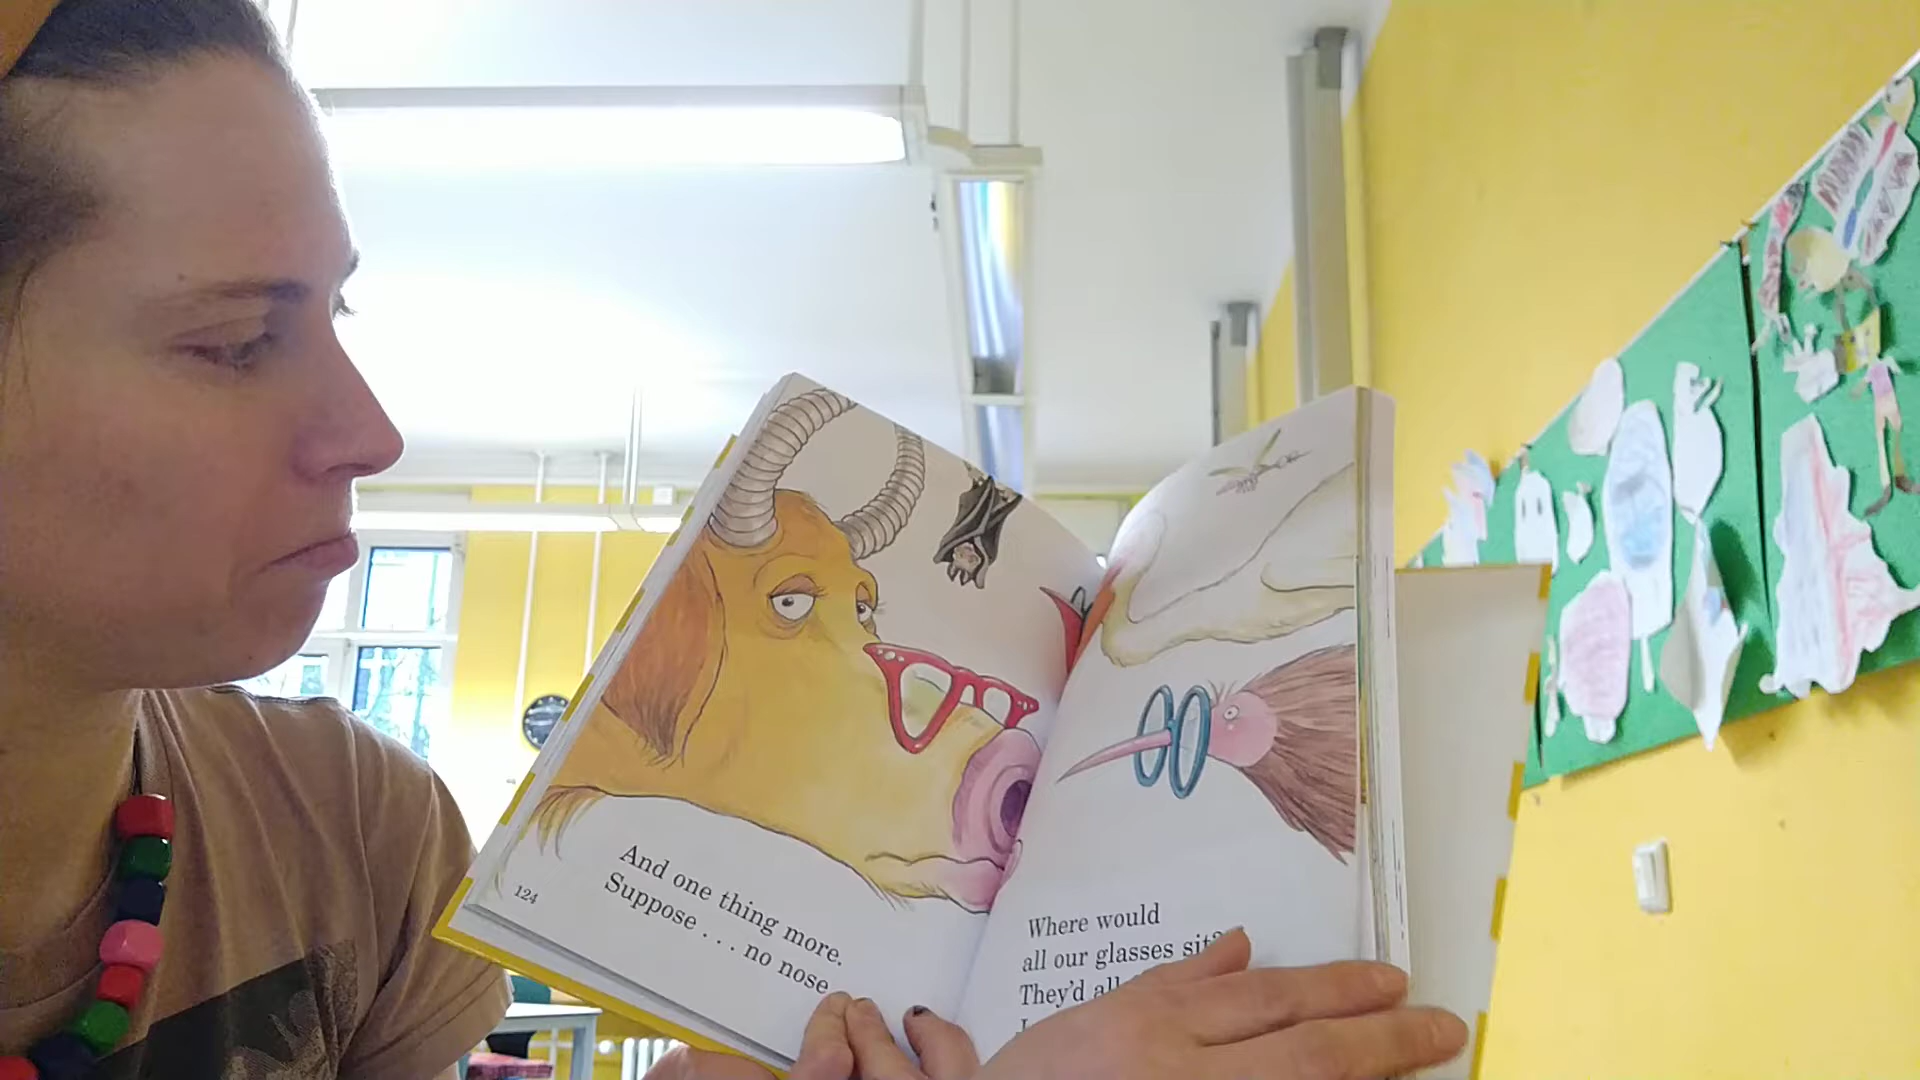 And one thing more.
Suppose . . . no nose
124
Where would
all our glasses sit?
They'd all